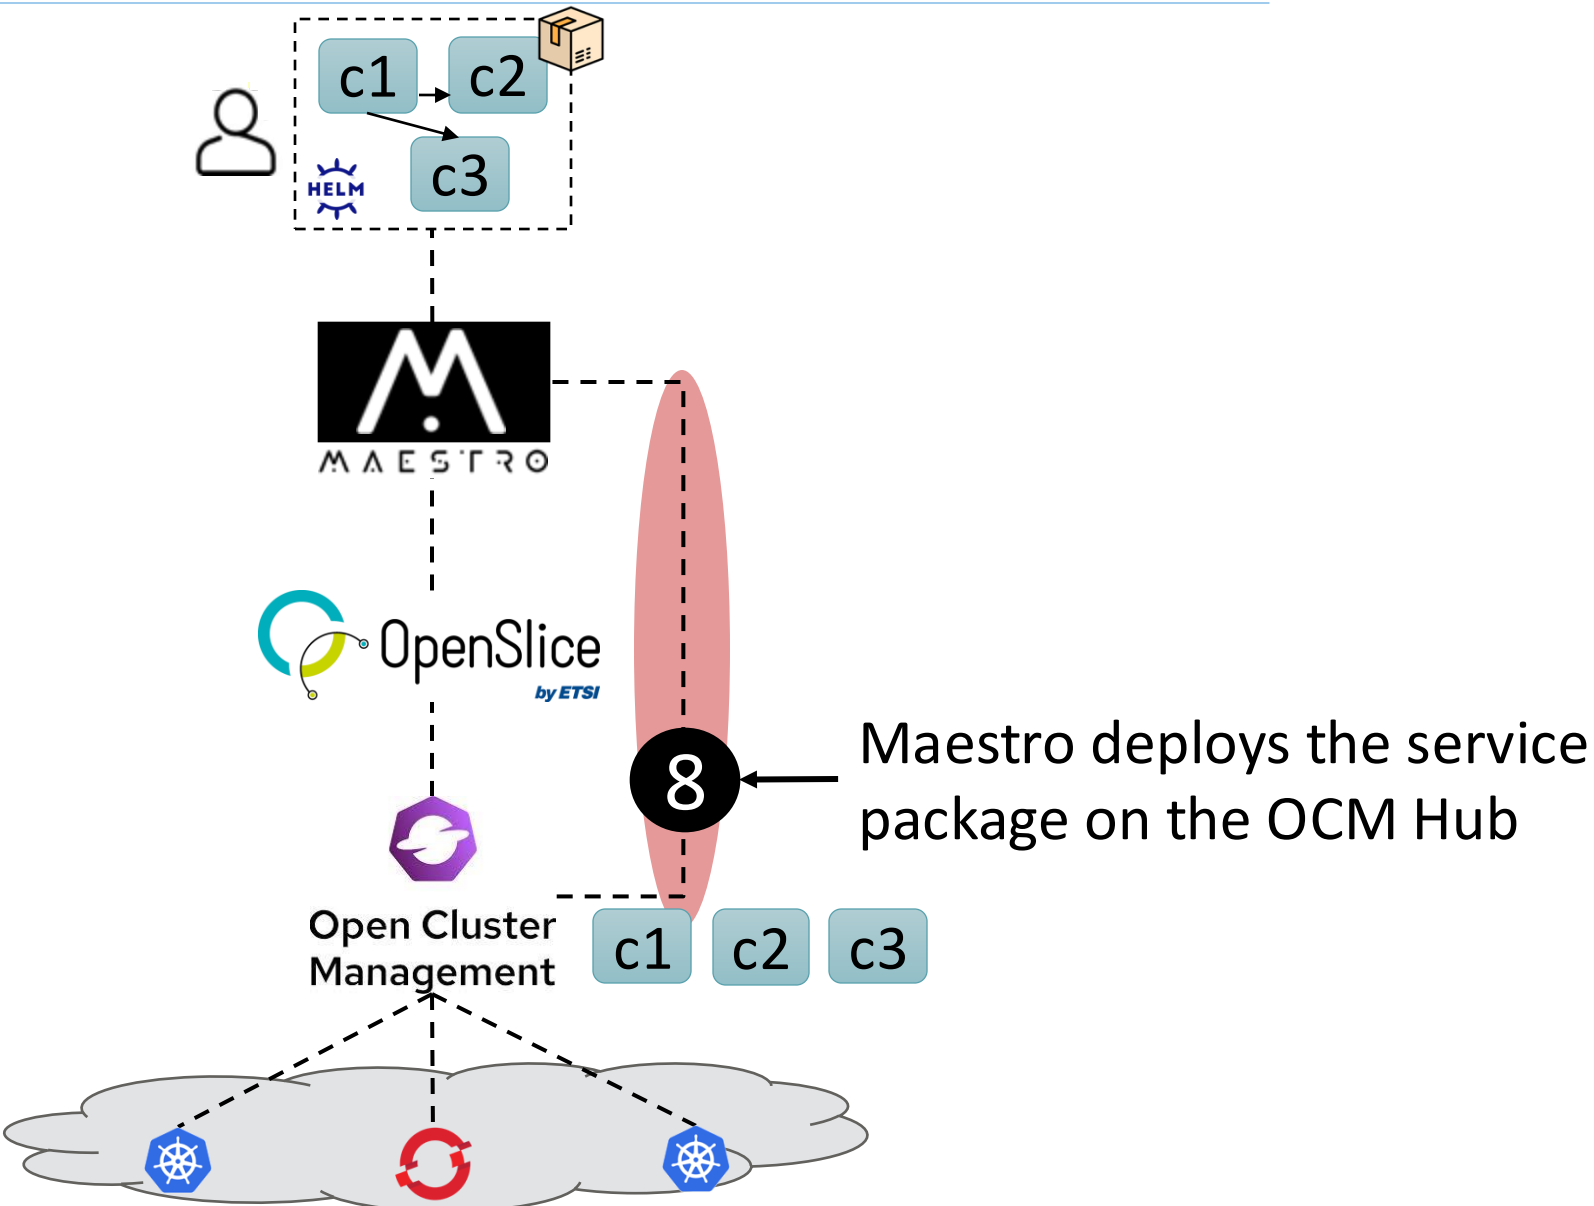 c1
c2
c3
HELM
MAESTRO
OpenSlice
by ETSI
8
Maestro deploys the service
package on the OCM Hub
Open Cluster
Management
c1
c2
c3